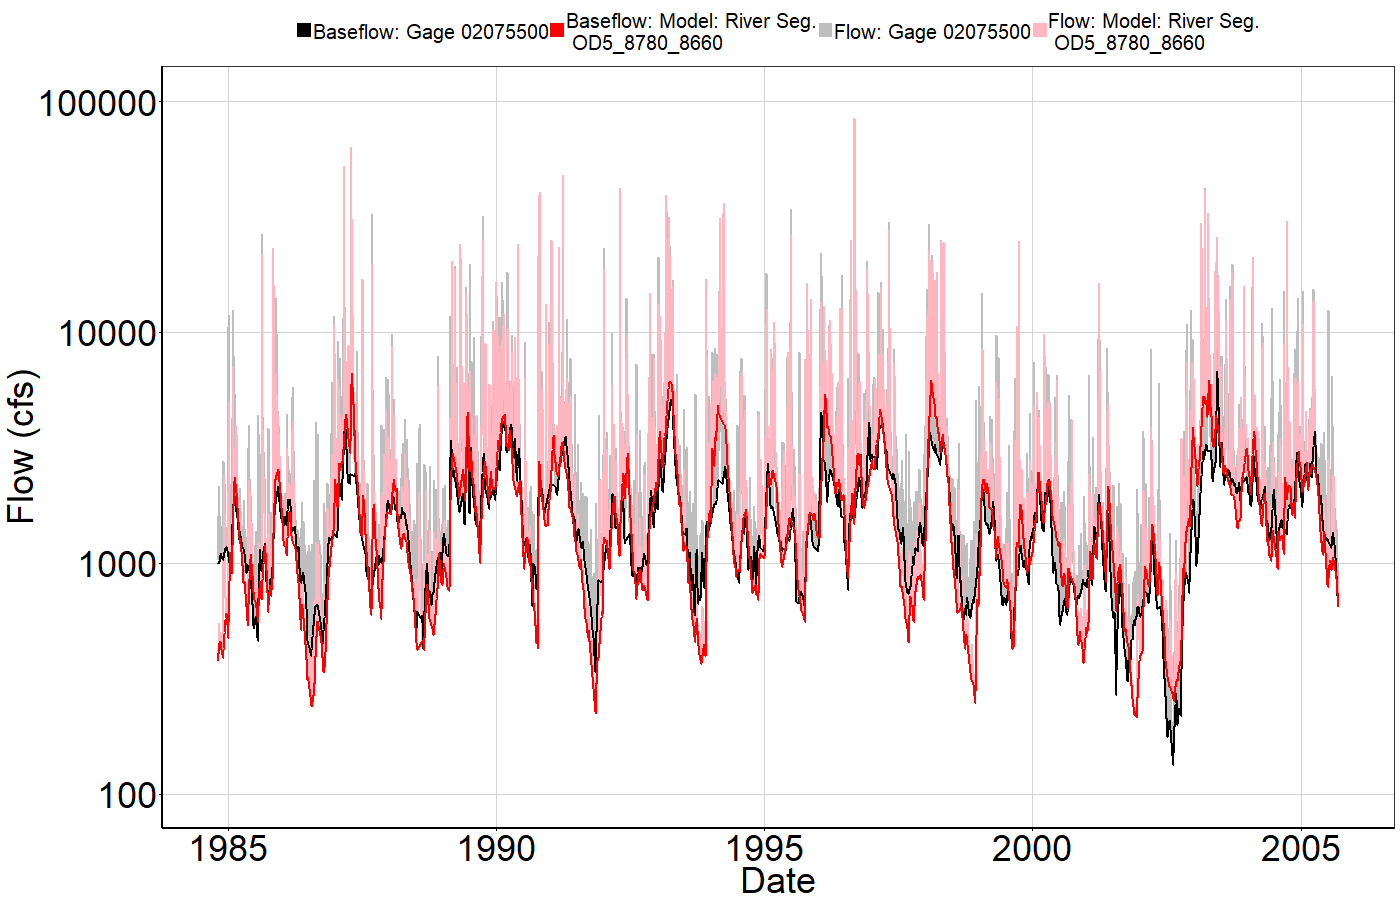 Baseflow: Gage 02075500
Baseflow: Model: River Seg.
OD5_8780_8660
Flow: Gage 02075500
Flow: Model: River Seg.
OD5_8780_8660
100000
10000
1000
100
Flow (cfs)
1985
1990
1995
2000
2005
Date